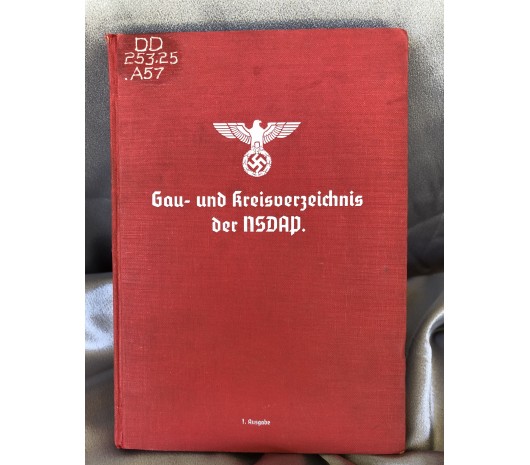 DD
253.25
.A57
Gau- und Kreisverzeichnis
der NSDAP.
1. Ausgabe